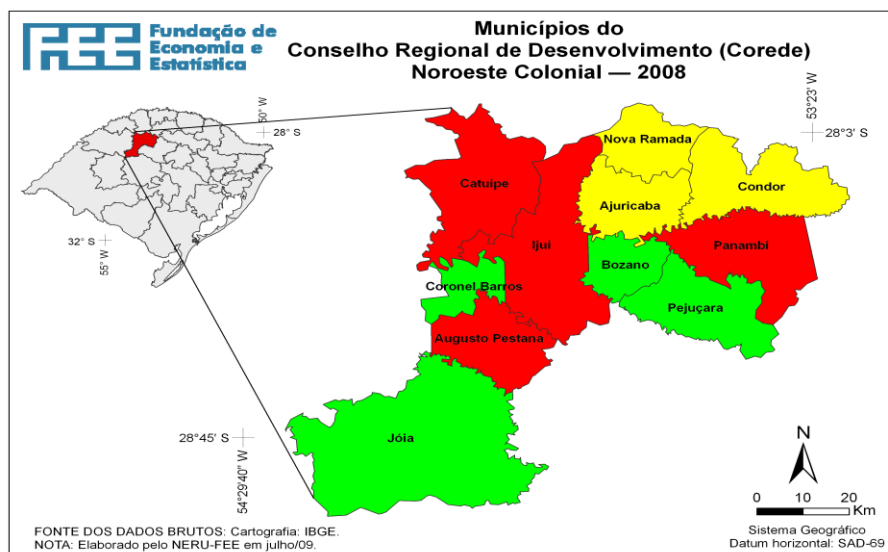 FEE
Fundação de
Economia e
Estatística
Municípios do
Conselho Regional de Desenvolvimento (Corede)
Noroeste Colonial — 2008
50° W
28° S
32° S
55° W
53°23' W
28°3' S
Nova Ramada
Catuipe
Condor
Ajuricaba
Ijui
Panambi
Bozano
Coronel Barros
Pejuçara
Augusto Pestana
Jóia
28°45' S
54°29'40" W
N
0 10 20
Km
Sistema Geográfico
Datum horizontal: SAD-69
FONTE DOS DADOS BRUTOS: Cartografia: IBGE.
NOTA: Elaborado pelo NERU-FEE em julho/09.